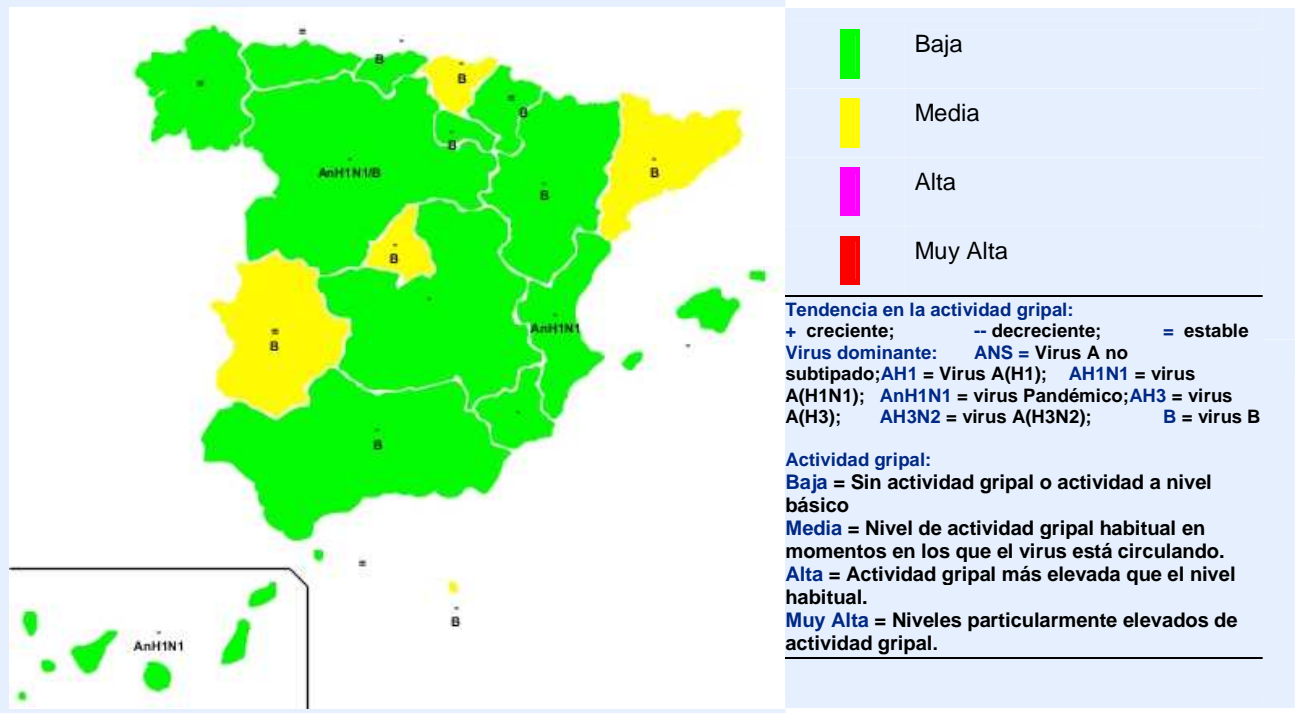 =
-
B
-
B
=
=
B
-
B
-
AnH1N1/B
-
B
-
B
-
B
-
-
AnH1N1
=
B
-
-
B
-
=
-
B
-
AnH1N1
Baja
Media
Alta
Muy Alta
Tendencia en la actividad gripal:
+ creciente; -- decreciente; = estable
Virus dominante: ANS = Virus A no
subtipado;AH1 = Virus A(H1); AH1N1 = virus
A(H1N1); AnH1N1 = virus Pandémico;AH3 = virus
A(H3); AH3N2 = virus A(H3N2); B = virus B
Actividad gripal:
Baja = Sin actividad gripal o actividad a nivel
básico
Media = Nivel de actividad gripal habitual en
momentos en los que el virus está circulando.
Alta = Actividad gripal más elevada que el nivel
habitual.
Muy Alta = Niveles particularmente elevados de
actividad gripal.